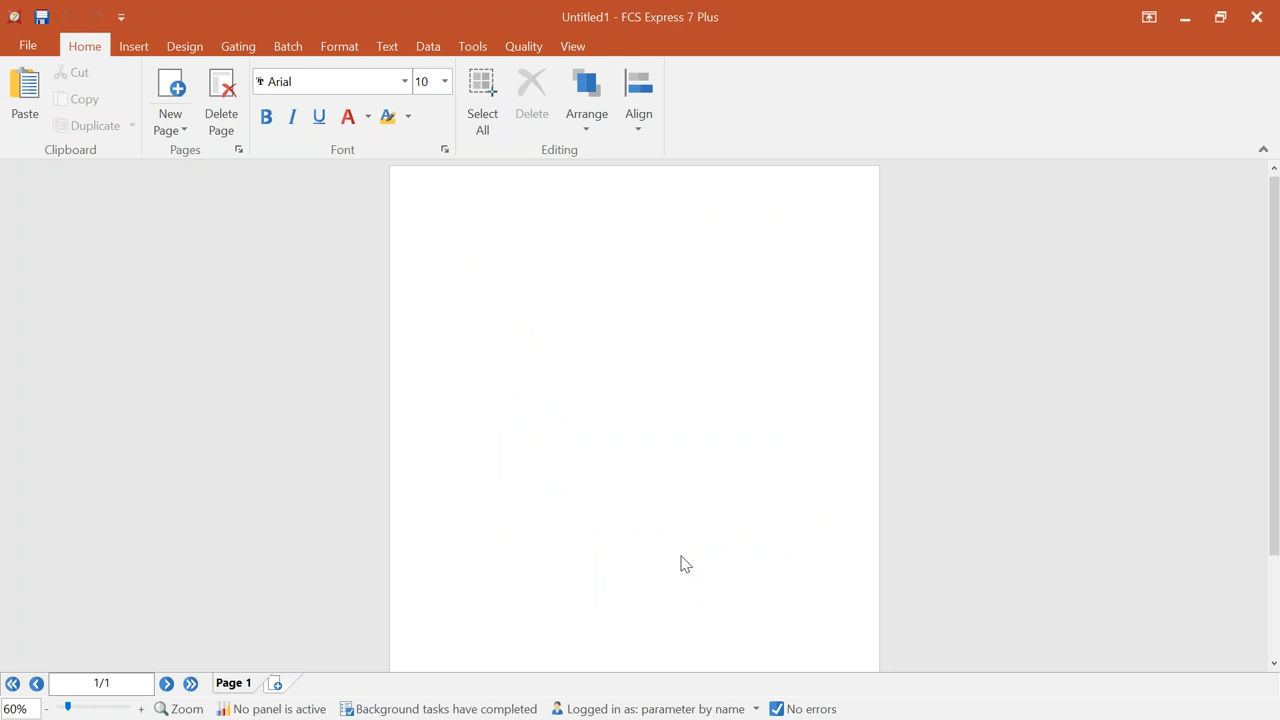 Untitled1 - FCS Express 7 Plus
File Home Insert Design Gating Batch Format Text Data Tools Quality View
Paste
Cut
Copy
Duplicate
Clipboard
New Page
Delete Page
Pages
Arial 10
B I U A
Font
Select All
Delete
Arrange
Align
Editing
1/1 Page 1
60% - + Zoom No panel is active Background tasks have completed Logged in as: parameter by name No errors